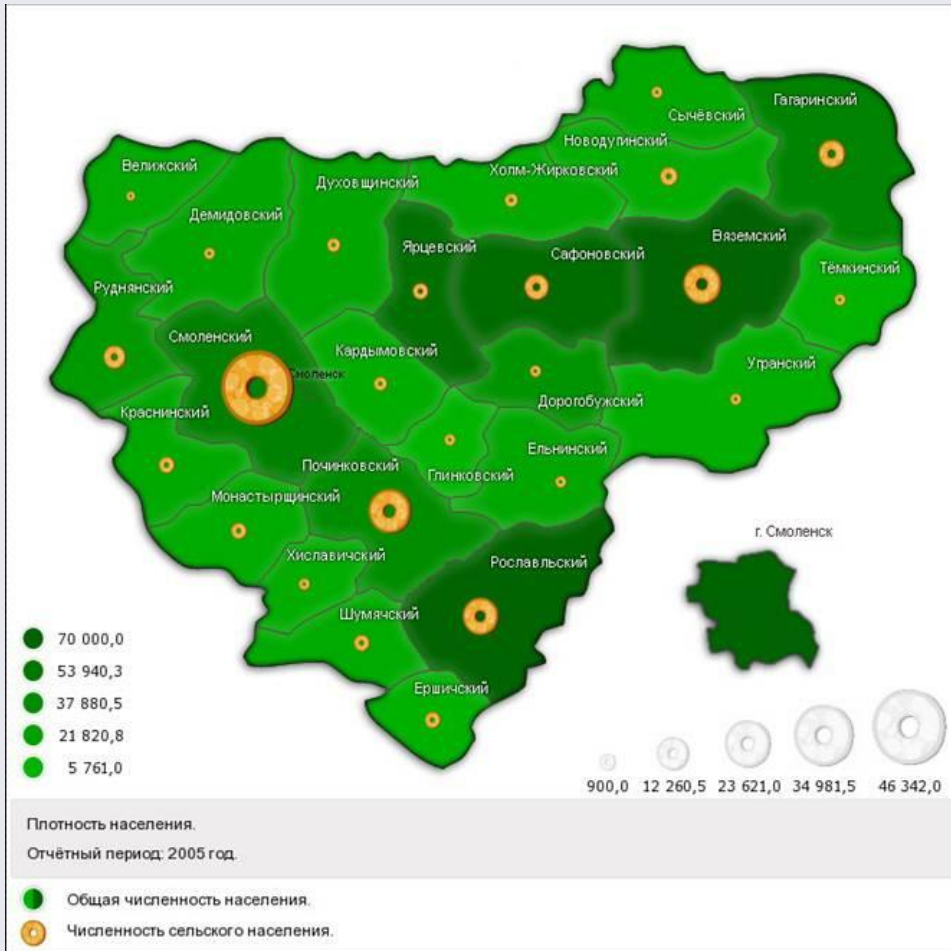 Гагаринский
Сычёвский
Новодугинский
Холм-Жирковский
Велижский
Духовщинский
Демидовский
Вяземский
Ярцевский
Сафоновский
Тёмкинский
Руднянский
Смоленский
Кардымовский
Угранский
Смоленск
Дорогобужский
Краснинский
Ельнинский
Починковский
Глинковский
Монастырщинский
г. Смоленск
Хиславичский
Рославльский
Шумячский
Ершичский
70 000,0
53 940,3
37 880,5
21 820,8
5 761,0
900,0 12 260,5 23 621,0 34 981,5 46 342,0
Плотность населения.
Отчётный период: 2005 год.
Общая численность населения.
Численность сельского населения.